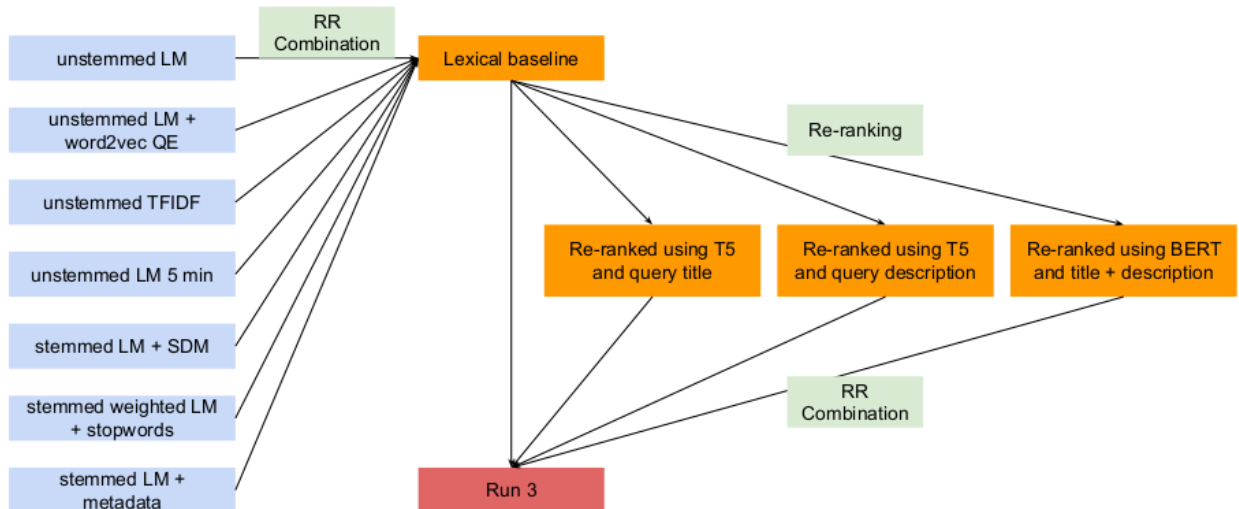 unstemmed LM
unstemmed LM +
word2vec QE
unstemmed TFIDF
unstemmed LM 5 min
stemmed LM + SDM
stemmed weighted LM
+ stopwords
stemmed LM +
metadata
RR
Combination
Lexical baseline
Re-ranking
Re-ranked using T5
and query title
Re-ranked using T5
and query description
Re-ranked using BERT
and title + description
RR
Combination
Run 3